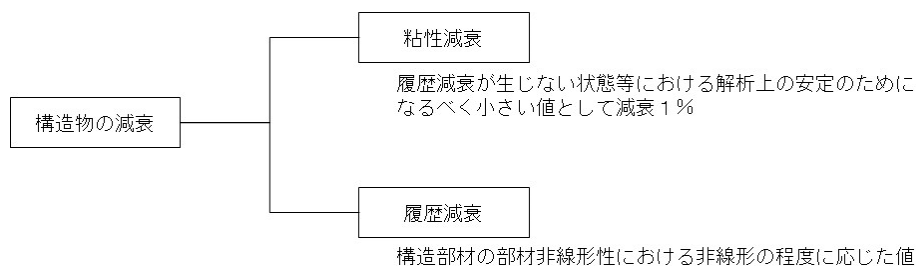 構造物の減衰
粘性減衰
履歴減衰が生じない状態等における解析上の安定のために
なるべく小さい値として減衰１％
履歴減衰
構造部材の部材非線形性における非線形の程度に応じた値